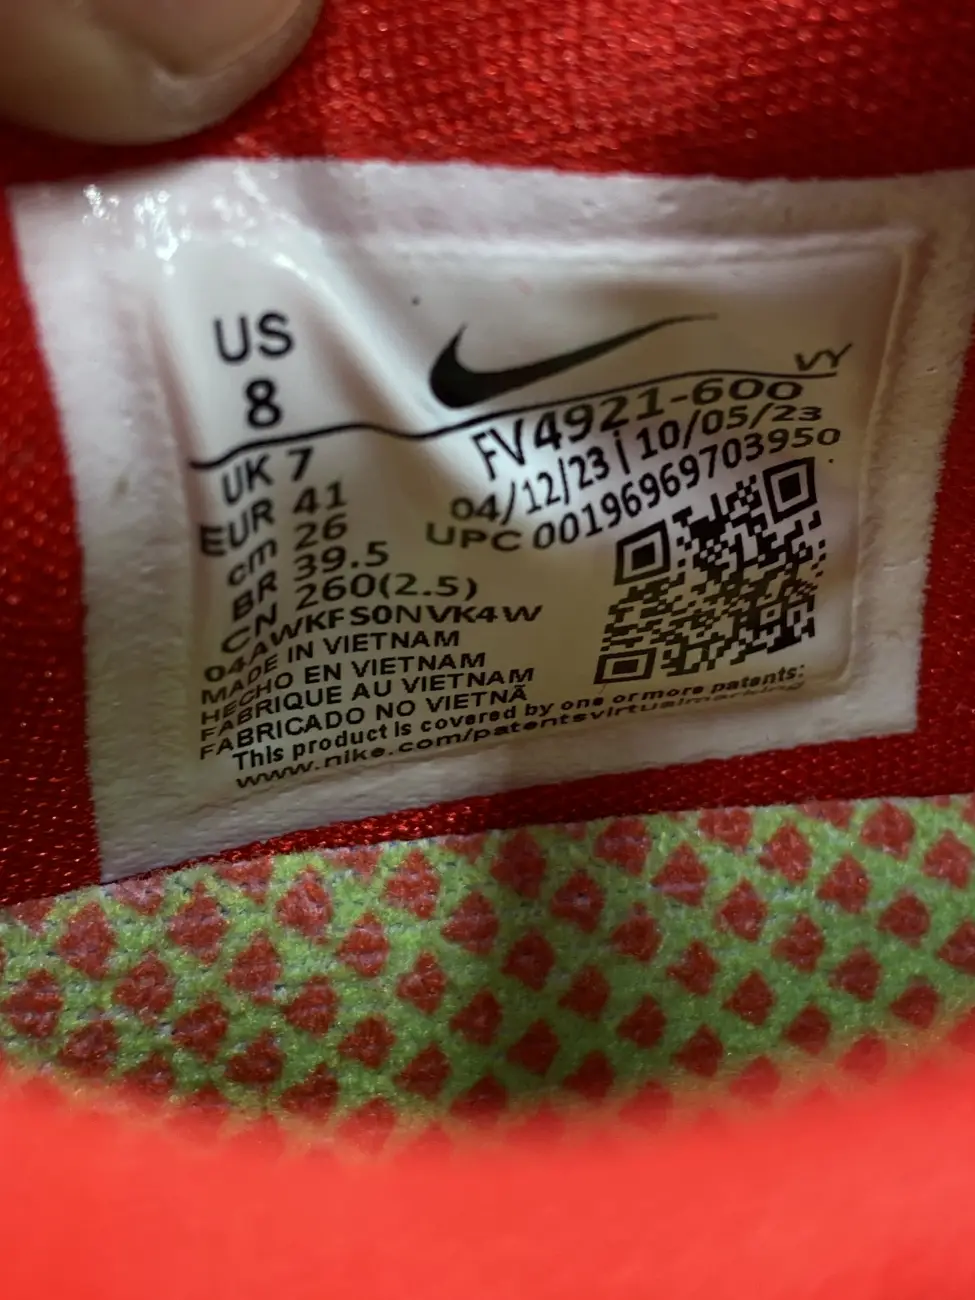 US
8
VY
UK 7
EUR 41
cm 26
BR 39.5
CN 260(2.5)
FV4921-600
04/12/23 | 10/05/23
UPC 00196969703950
04AWKFS0NVK4W
MADE IN VIETNAM
HECHO EN VIETNAM
FABRIQUE AU VIETNAM
FABRICADO NO VIETNÃ
This product is covered by one or more patents:
www.nike.com/patentsvirtualmarking